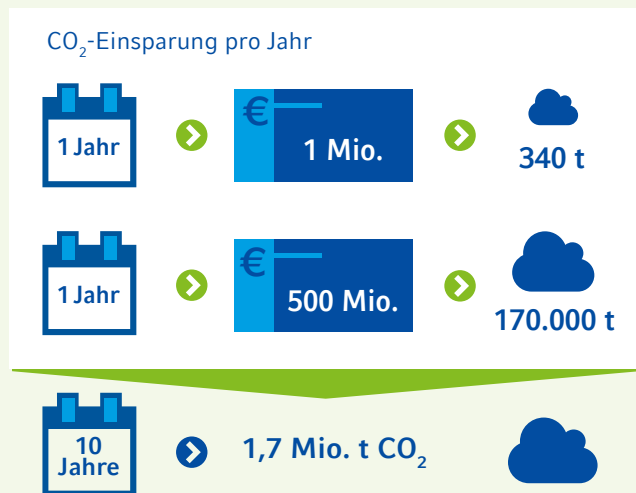 CO₂-Einsparung pro Jahr
1 Jahr
€
1 Mio.
340 t
1 Jahr
€
500 Mio.
170.000 t
10
Jahre
1,7 Mio. t CO₂